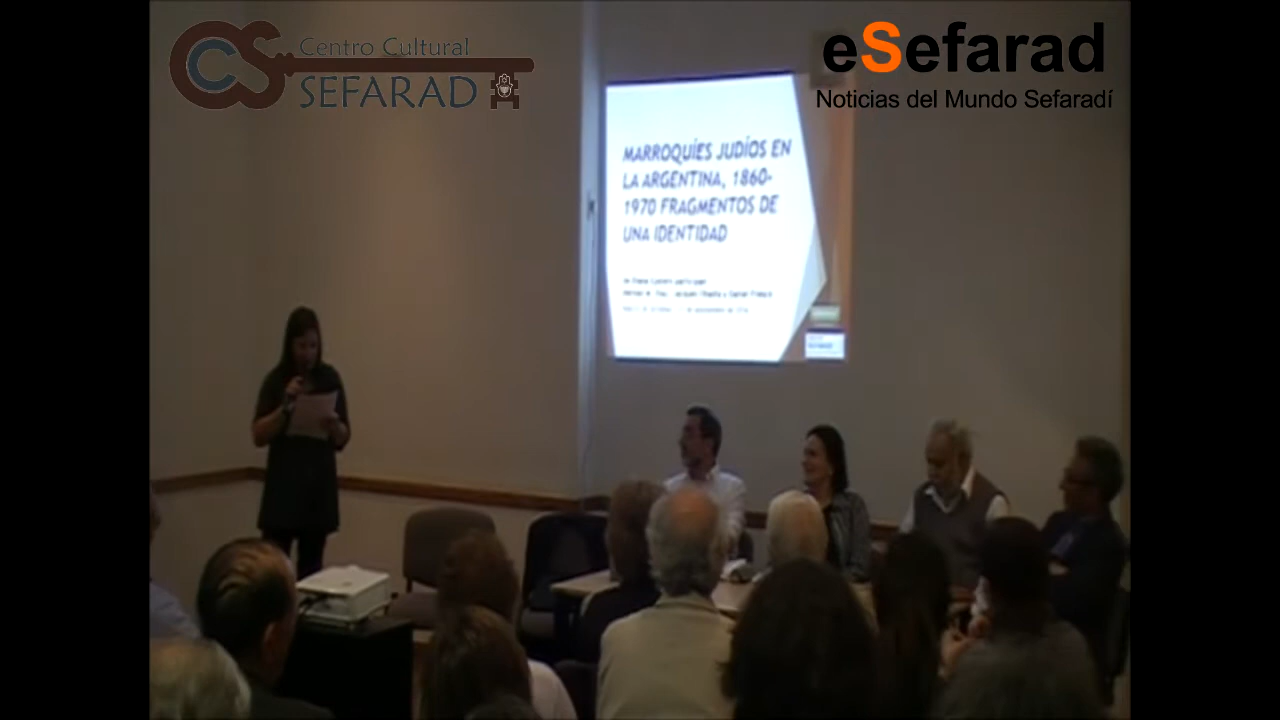 Centro Cultural
SEFARAD
eSefarad
Noticias del Mundo Sefaradí
MARROQUÍES JUDÍOS EN
LA ARGENTINA, 1860-
1970 FRAGMENTOS DE
UNA IDENTIDAD